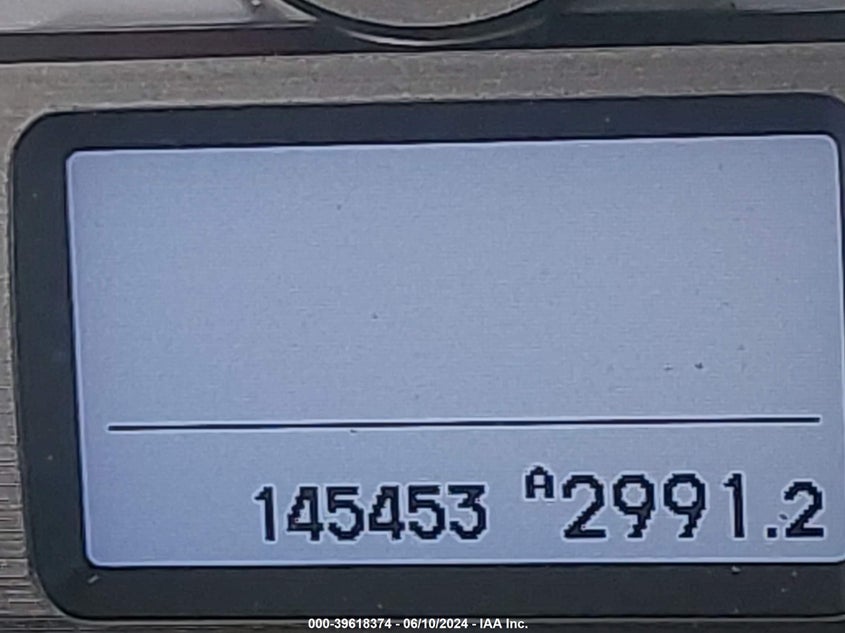 145453 A2991.2
000-39618374 - 06/10/2024 - IAA Inc.